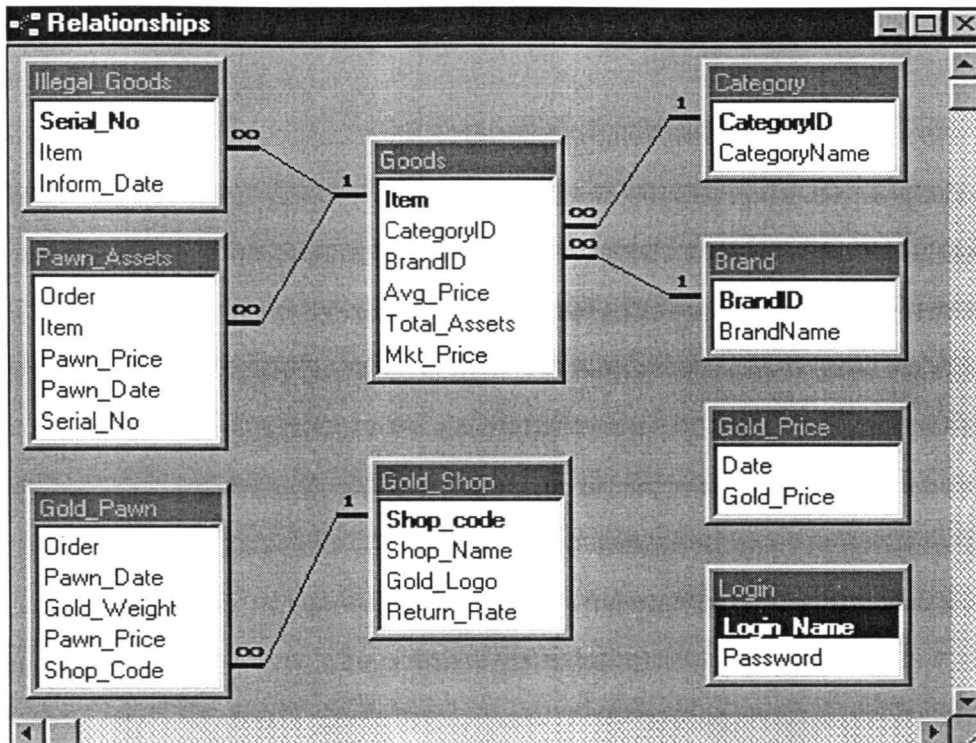 Relationships
Illegal_Goods
Serial_No
Item
Inform_Date
Pawn_Assets
Order
Item
Pawn_Price
Pawn_Date
Serial_No
Gold_Pawn
Order
Pawn_Date
Gold_Weight
Pawn_Price
Shop_Code
Goods
Item
CategoryID
BrandID
Avg_Price
Total_Assets
Mkt_Price
Gold_Shop
Shop_code
Shop_Name
Gold_Logo
Return_Rate
Category
CategoryID
CategoryName
Brand
BrandID
BrandName
Gold_Price
Date
Gold_Price
Login
Login_Name
Password
∞
1
∞
∞
1
∞
1
∞
1